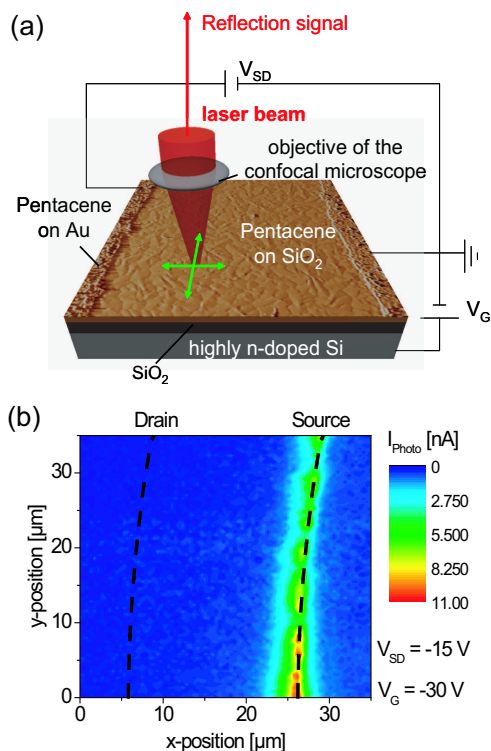 (a)
Reflection signal
V_SD
laser beam
objective of the
confocal microscope
Pentacene
on Au
Pentacene
on SiO₂
V_G
highly n-doped Si
SiO₂
(b)
Drain
Source
I_Photo [nA]
0
2.750
5.500
8.250
11.00
V_SD = -15 V
V_G = -30 V
y-position [µm]
30
20
10
0
0
10
20
30
x-position [µm]